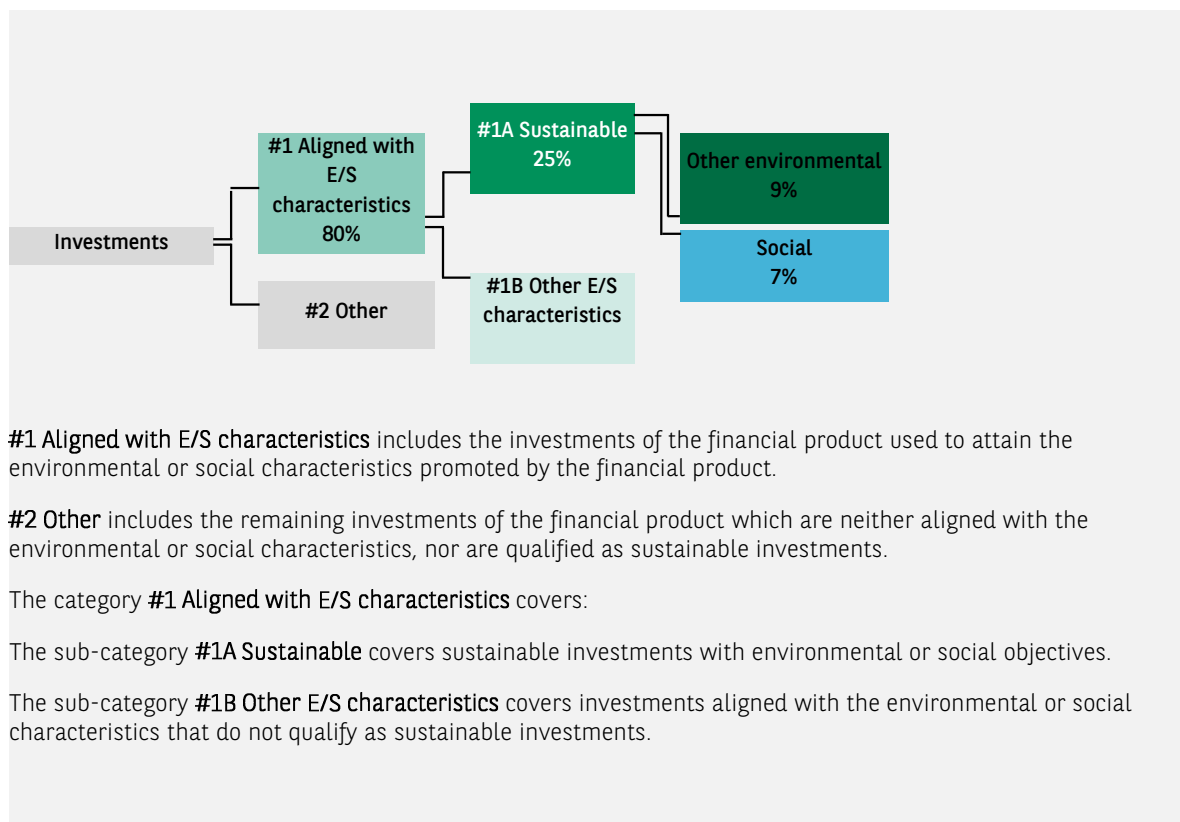 #1A Sustainable
25%
#1 Aligned with
E/S
characteristics
80%
Other environmental
9%
Investments
Social
7%
#2 Other
#1B Other E/S
characteristics
#1 Aligned with E/S characteristics includes the investments of the financial product used to attain the
environmental or social characteristics promoted by the financial product.
#2 Other includes the remaining investments of the financial product which are neither aligned with the
environmental or social characteristics, nor are qualified as sustainable investments.
The category #1 Aligned with E/S characteristics covers:
The sub-category #1A Sustainable covers sustainable investments with environmental or social objectives.
The sub-category #1B Other E/S characteristics covers investments aligned with the environmental or social
characteristics that do not qualify as sustainable investments.